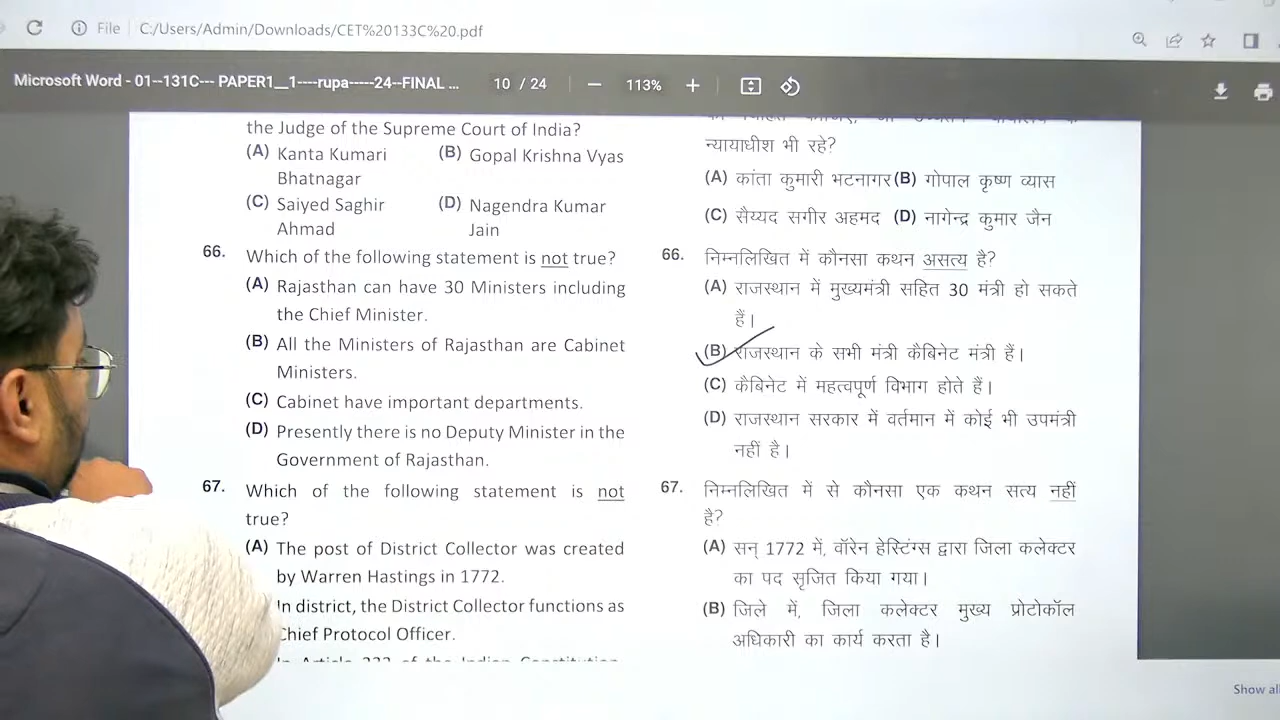 File C:/Users/Admin/Downloads/CET%20133C%20.pdf
Microsoft Word - 01--131C--- PAPER1__1----rupa-----24--FINAL ... 10 / 24 113%
the Judge of the Supreme Court of India?
(A) Kanta Kumari Bhatnagar (B) Gopal Krishna Vyas
(C) Saiyed Saghir Ahmad (D) Nagendra Kumar Jain
66. Which of the following statement is not true?
(A) Rajasthan can have 30 Ministers including
the Chief Minister.
(B) All the Ministers of Rajasthan are Cabinet
Ministers.
(C) Cabinet have important departments.
(D) Presently there is no Deputy Minister in the
Government of Rajasthan.
67. Which of the following statement is not
true?
(A) The post of District Collector was created
by Warren Hastings in 1772.
In district, the District Collector functions as
Chief Protocol Officer.
न्यायाधीश भी रहे?
(A) कांता कुमारी भटनागर (B) गोपाल कृष्ण व्यास
(C) सैय्यद सगीर अहमद (D) नागेन्द्र कुमार जैन
66. निम्नलिखित में कौनसा कथन असत्य है?
(A) राजस्थान में मुख्यमंत्री सहित 30 मंत्री हो सकते
हैं।
(B) राजस्थान के सभी मंत्री कैबिनेट मंत्री हैं।
(C) कैबिनेट में महत्वपूर्ण विभाग होते हैं।
(D) राजस्थान सरकार में वर्तमान में कोई भी उपमंत्री
नहीं है।
67. निम्नलिखित में से कौनसा एक कथन सत्य नहीं
है?
(A) सन् 1772 में, वॉरेन हेस्टिंग्स द्वारा जिला कलेक्टर
का पद सृजित किया गया।
(B) जिले में, जिला कलेक्टर मुख्य प्रोटोकॉल
अधिकारी का कार्य करता है।
Show all